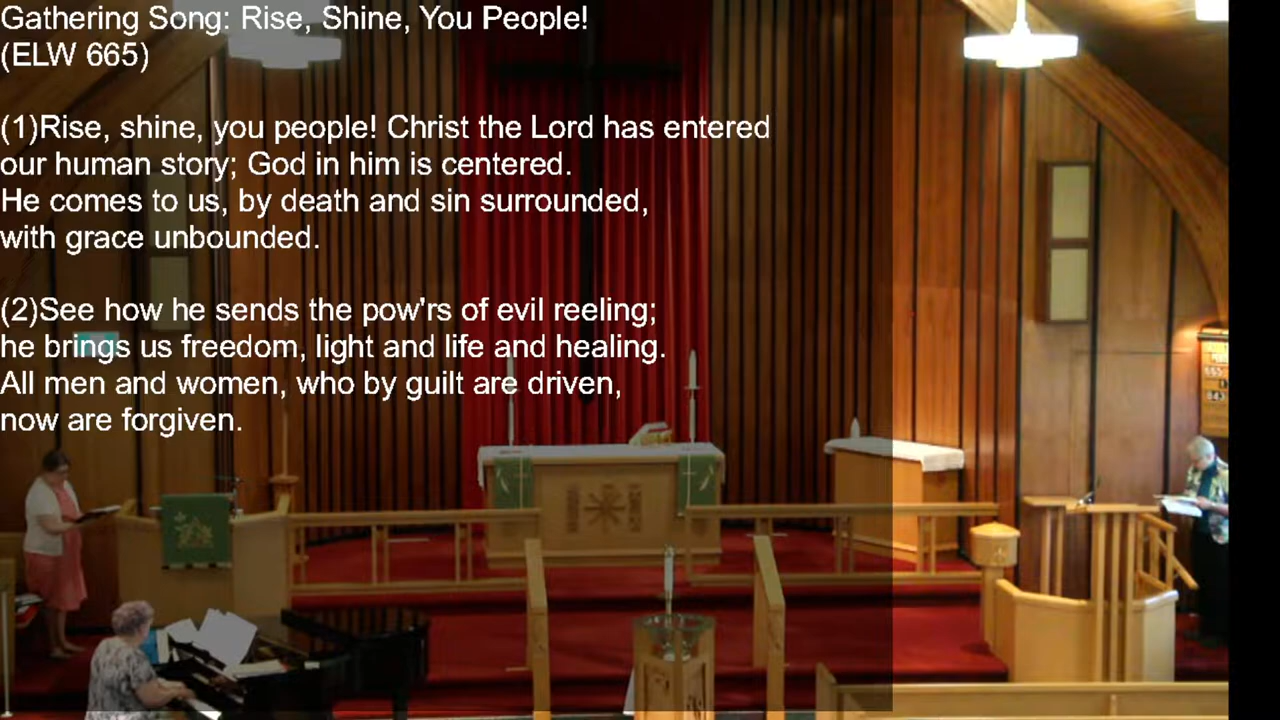 Gathering Song: Rise, Shine, You People!
(ELW 665)
(1)Rise, shine, you people! Christ the Lord has entered
our human story; God in him is centered.
He comes to us, by death and sin surrounded,
with grace unbounded.
(2)See how he sends the pow'rs of evil reeling;
he brings us freedom, light and life and healing.
All men and women, who by guilt are driven,
now are forgiven.